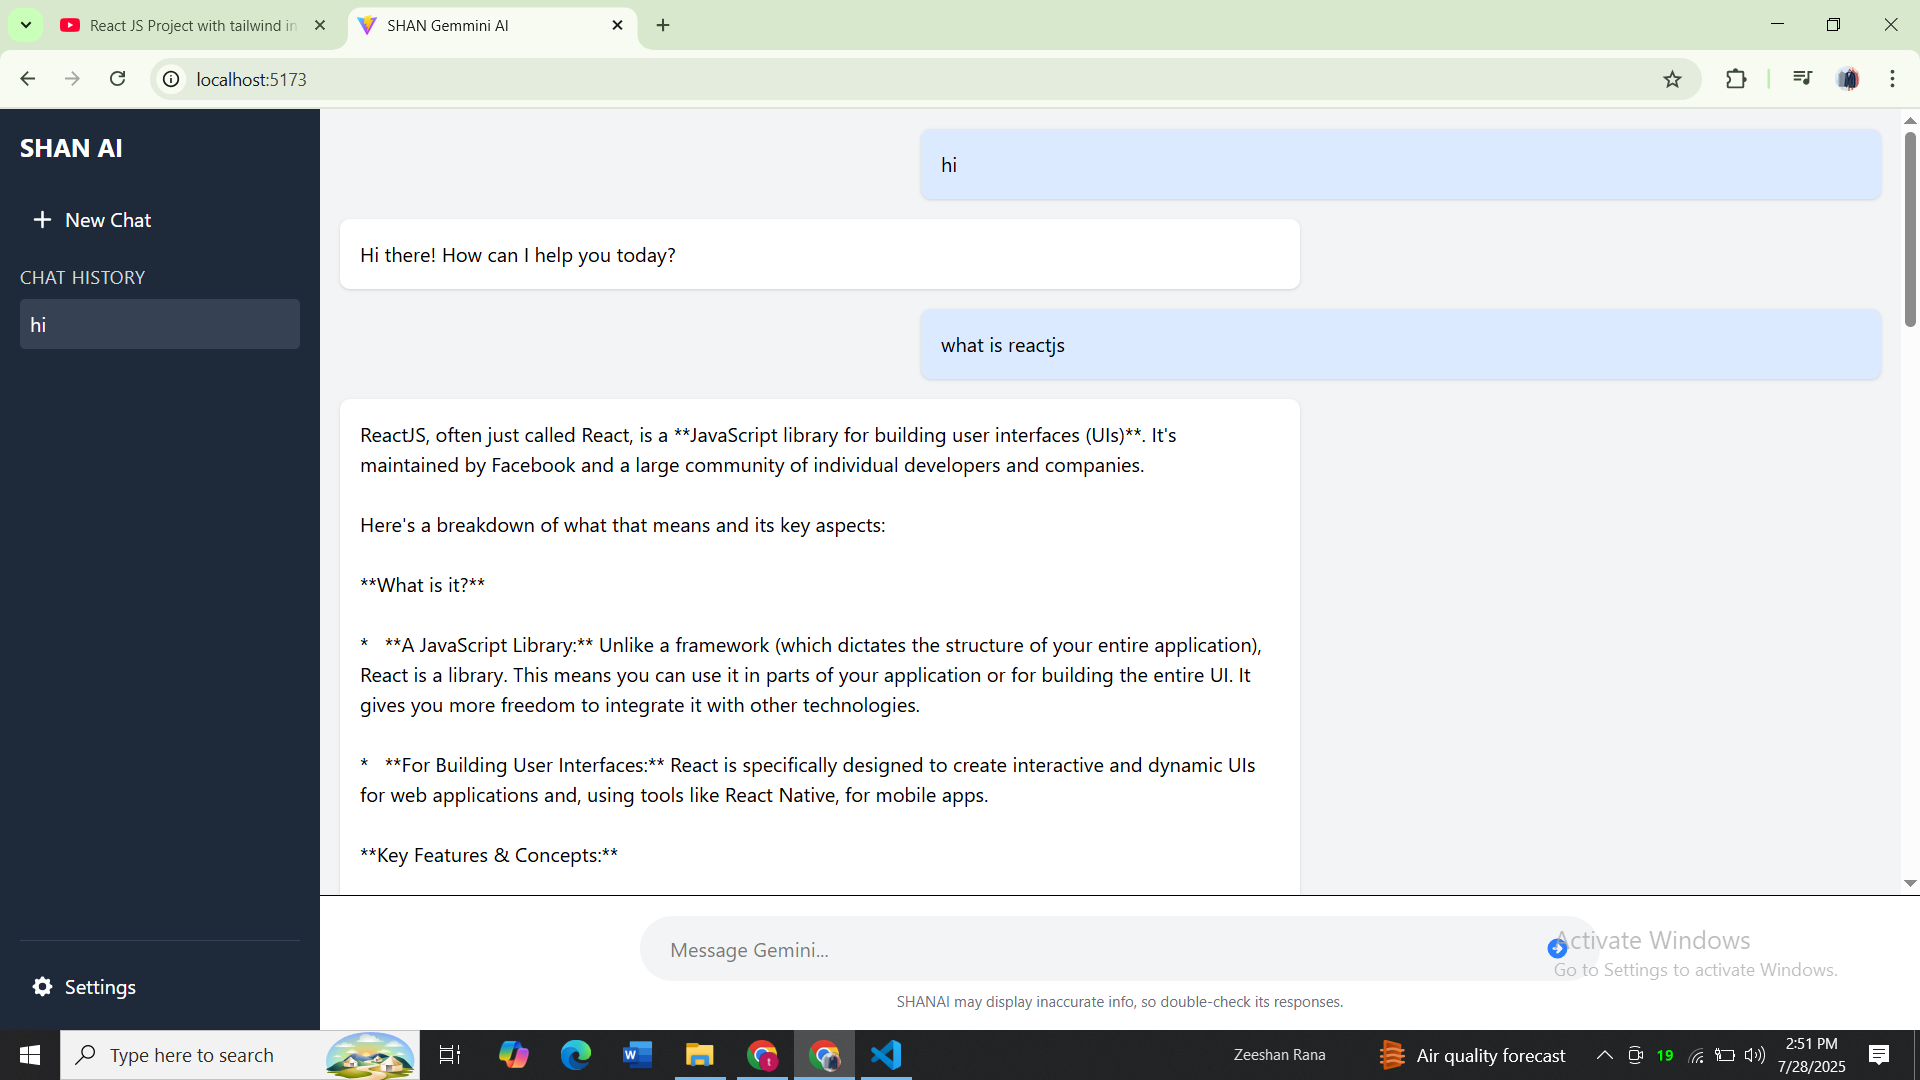 React JS Project with tailwind in
SHAN Gemmini AI
localhost:5173
SHAN AI
New Chat
CHAT HISTORY
hi
Settings
hi
Hi there! How can I help you today?
what is reactjs
ReactJS, often just called React, is a **JavaScript library for building user interfaces (UIs)**. It's
maintained by Facebook and a large community of individual developers and companies.
Here's a breakdown of what that means and its key aspects:
**What is it?**
*   **A JavaScript Library:** Unlike a framework (which dictates the structure of your entire application),
React is a library. This means you can use it in parts of your application or for building the entire UI. It
gives you more freedom to integrate it with other technologies.
*   **For Building User Interfaces:** React is specifically designed to create interactive and dynamic UIs
for web applications and, using tools like React Native, for mobile apps.
**Key Features & Concepts:**
Message Gemini...
SHANAI may display inaccurate info, so double-check its responses.
Activate Windows
Go to Settings to activate Windows.
Type here to search
Zeeshan Rana
Air quality forecast
19
2:51 PM
7/28/2025